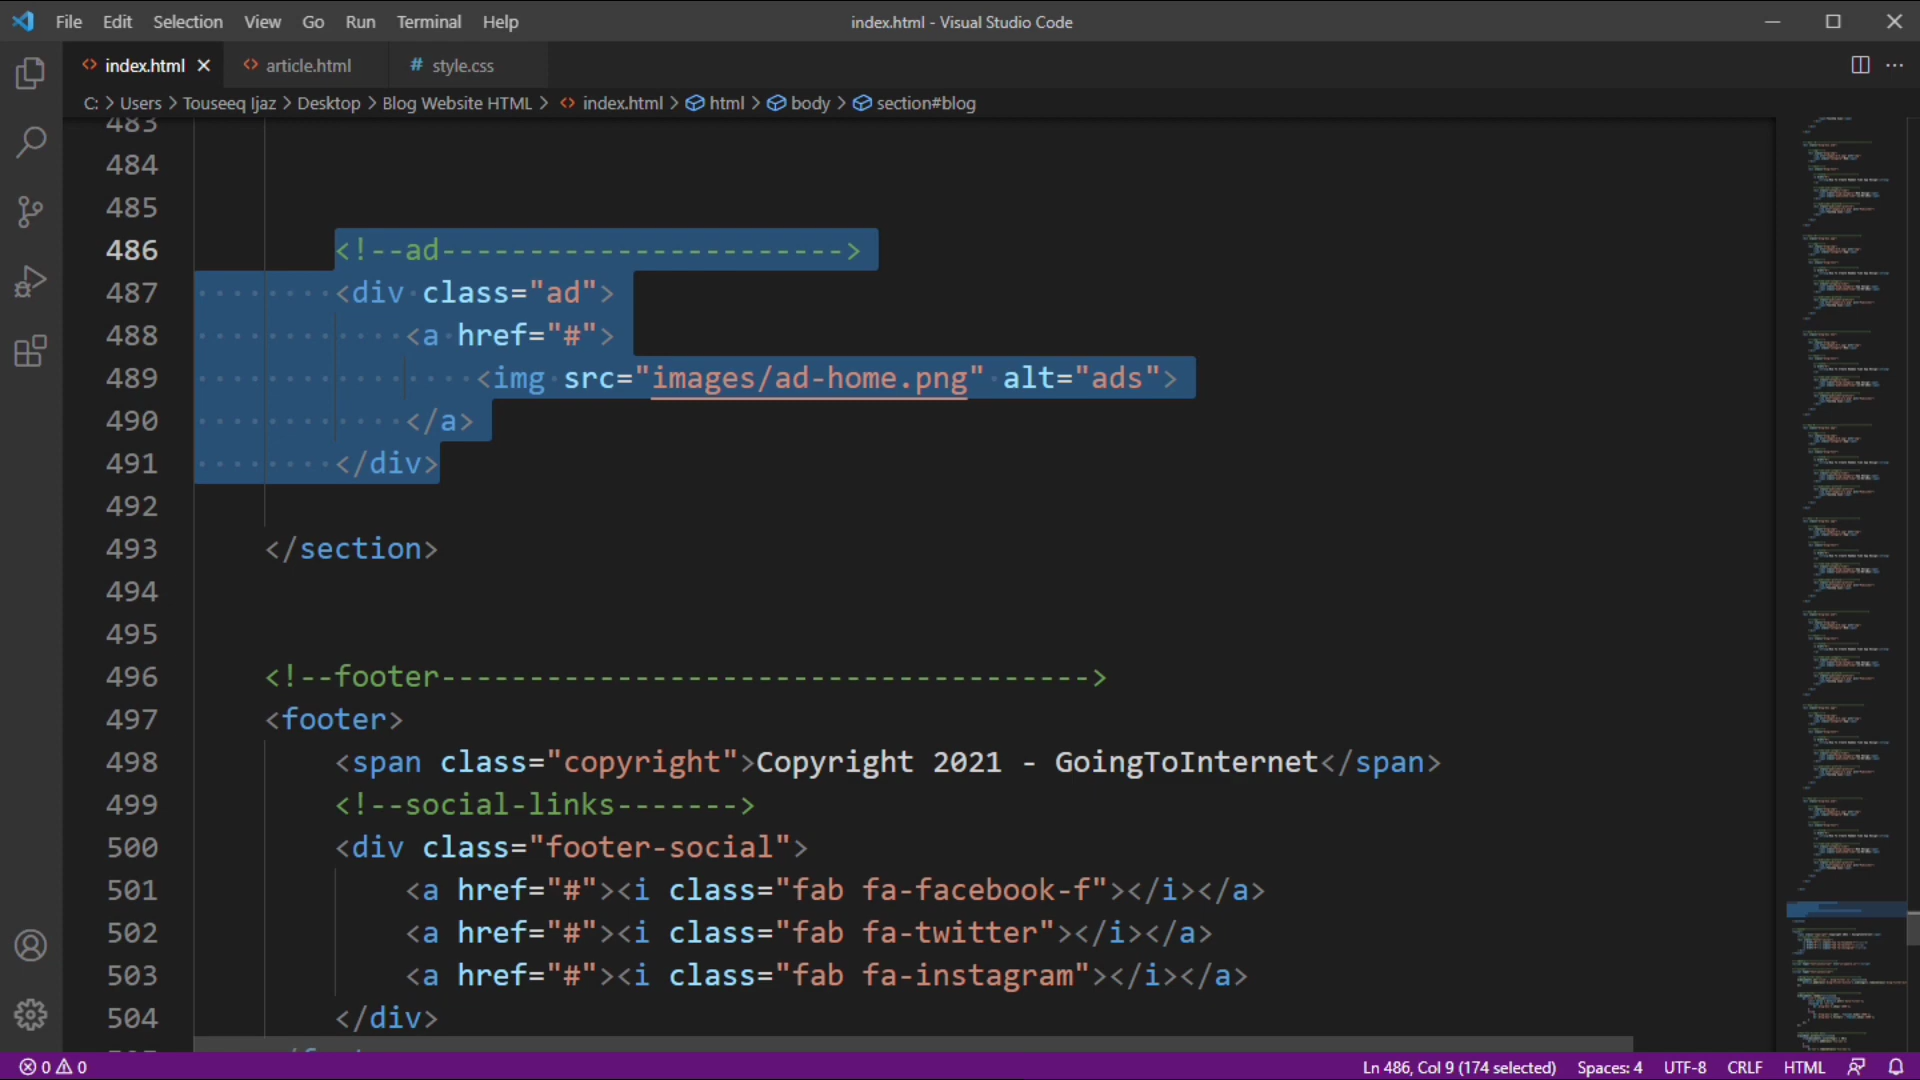 File Edit Selection View Go Run Terminal Help index.html - Visual Studio Code
index.html article.html # style.css
C: > Users > Touseeq Ijaz > Desktop > Blog Website HTML > index.html > html > body > section#blog
483
484
485
486 <!--ad----------------------->
487 <div class="ad">
488 <a href="#">
489 <img src="images/ad-home.png" alt="ads">
490 </a>
491 </div>
492
493 </section>
494
495
496 <!--footer------------------------------------->
497 <footer>
498 <span class="copyright">Copyright 2021 - GoingToInternet</span>
499 <!--social-links------->
500 <div class="footer-social">
501 <a href="#"><i class="fab fa-facebook-f"></i></a>
502 <a href="#"><i class="fab fa-twitter"></i></a>
503 <a href="#"><i class="fab fa-instagram"></i></a>
504 </div>
0 0 Ln 486, Col 9 (174 selected) Spaces: 4 UTF-8 CRLF HTML